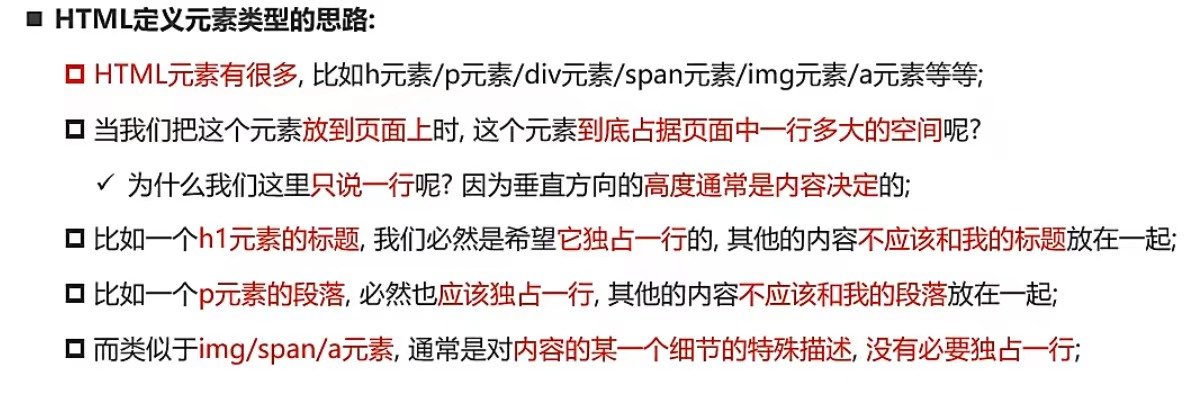 HTML定义元素类型的思路:
HTML元素有很多, 比如h元素/p元素/div元素/span元素/img元素/a元素等等;
当我们把这个元素放到页面上时, 这个元素到底占据页面中一行多大的空间呢?
✓ 为什么我们这里只说一行呢? 因为垂直方向的高度通常是内容决定的;
比如一个h1元素的标题, 我们必然是希望它独占一行的, 其他的内容不应该和我的标题放在一起;
比如一个p元素的段落, 必然也应该独占一行, 其他的内容不应该和我的段落放在一起;
而类似于img/span/a元素, 通常是对内容的某一个细节的特殊描述, 没有必要独占一行;